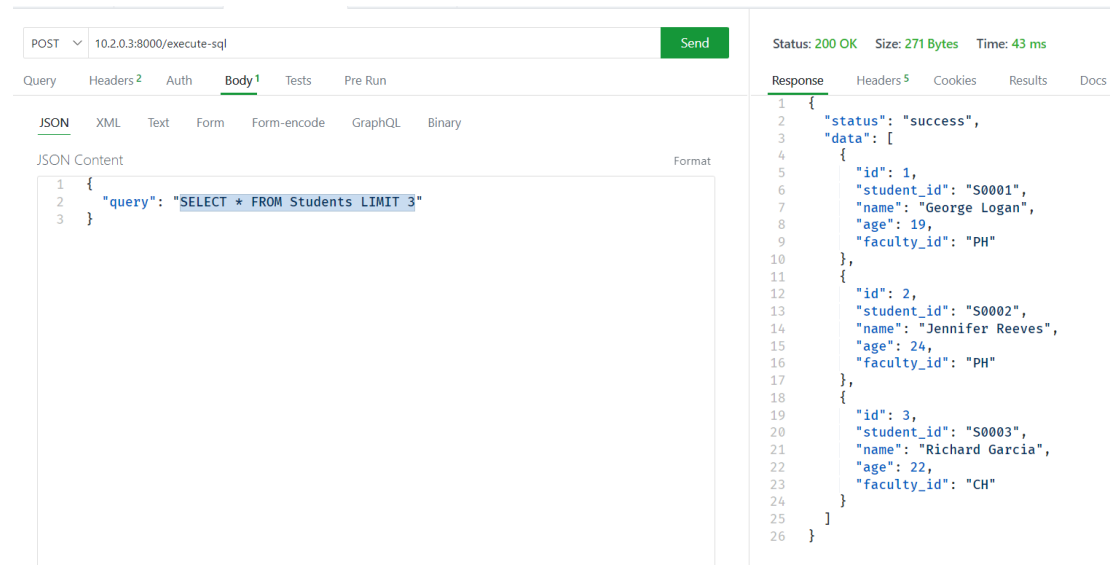 POST 10.2.0.3:8000/execute-sql Send
Query Headers 2 Auth Body 1 Tests Pre Run
JSON XML Text Form Form-encode GraphQL Binary
JSON Content Format
1 {
2 "query": "SELECT * FROM Students LIMIT 3"
3 }
Status: 200 OK Size: 271 Bytes Time: 43 ms
Response Headers 5 Cookies Results Docs
1 {
2 "status": "success",
3 "data": [
4 {
5 "id": 1,
6 "student_id": "S0001",
7 "name": "George Logan",
8 "age": 19,
9 "faculty_id": "PH"
10 },
11 {
12 "id": 2,
13 "student_id": "S0002",
14 "name": "Jennifer Reeves",
15 "age": 24,
16 "faculty_id": "PH"
17 },
18 {
19 "id": 3,
20 "student_id": "S0003",
21 "name": "Richard Garcia",
22 "age": 22,
23 "faculty_id": "CH"
24 }
25 ]
26 }